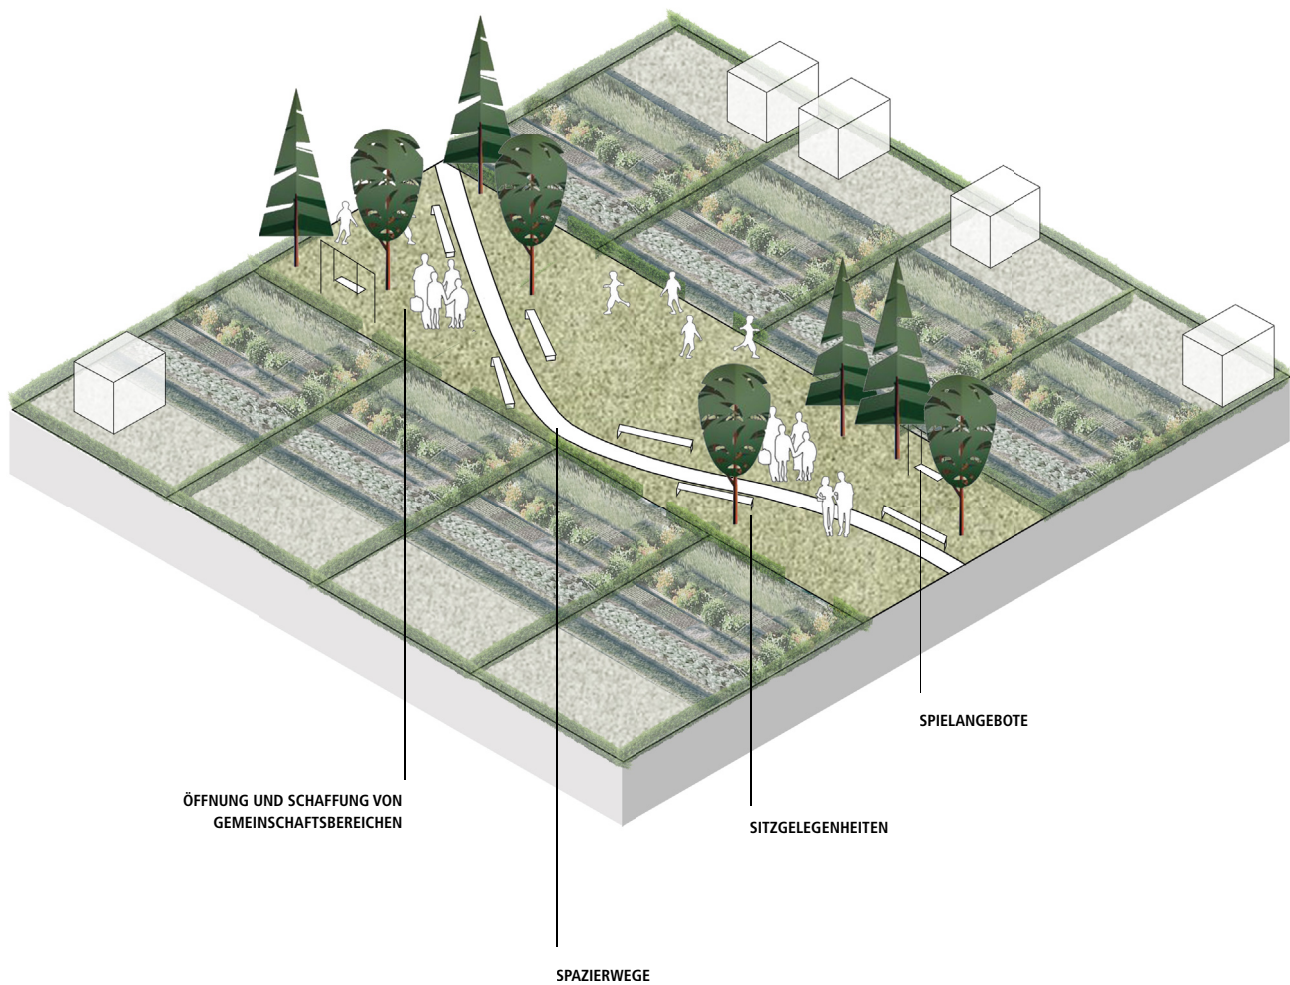 SPIELANGEBOTE
ÖFFNUNG UND SCHAFFUNG VON
GEMEINSCHAFTSBEREICHEN
SITZGELEGENHEITEN
SPAZIERWEGE